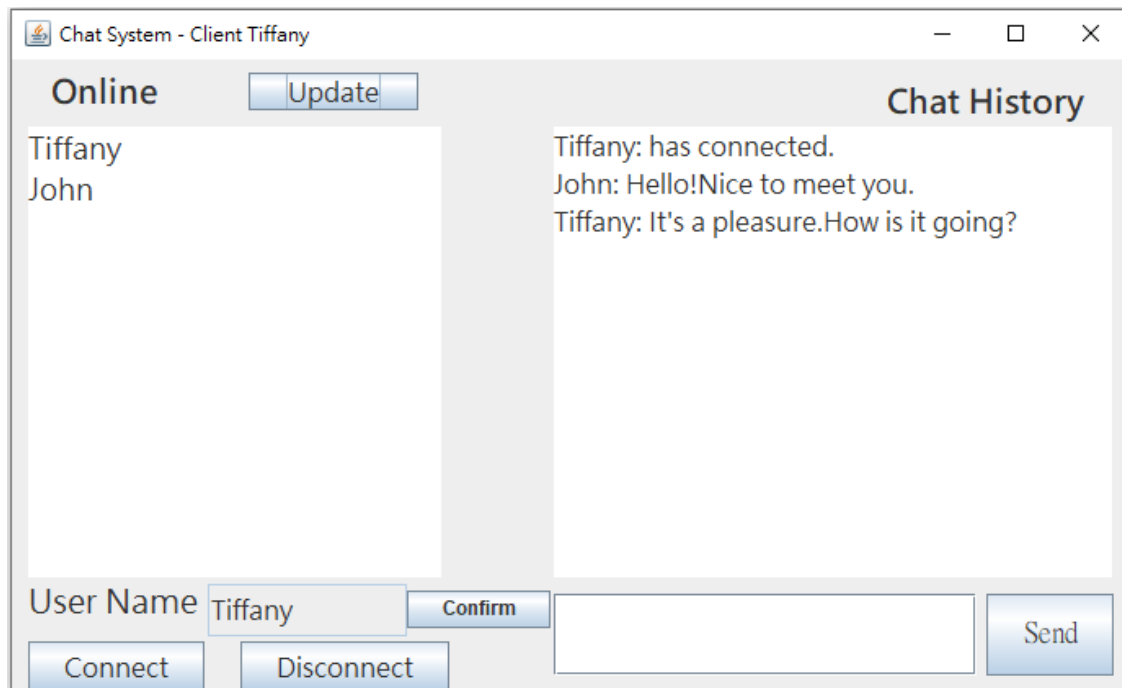 Chat System - Client Tiffany
Online
Update
Chat History
Tiffany
John
Tiffany: has connected.
John: Hello!Nice to meet you.
Tiffany: It's a pleasure.How is it going?
User Name
Tiffany
Confirm
Send
Connect
Disconnect